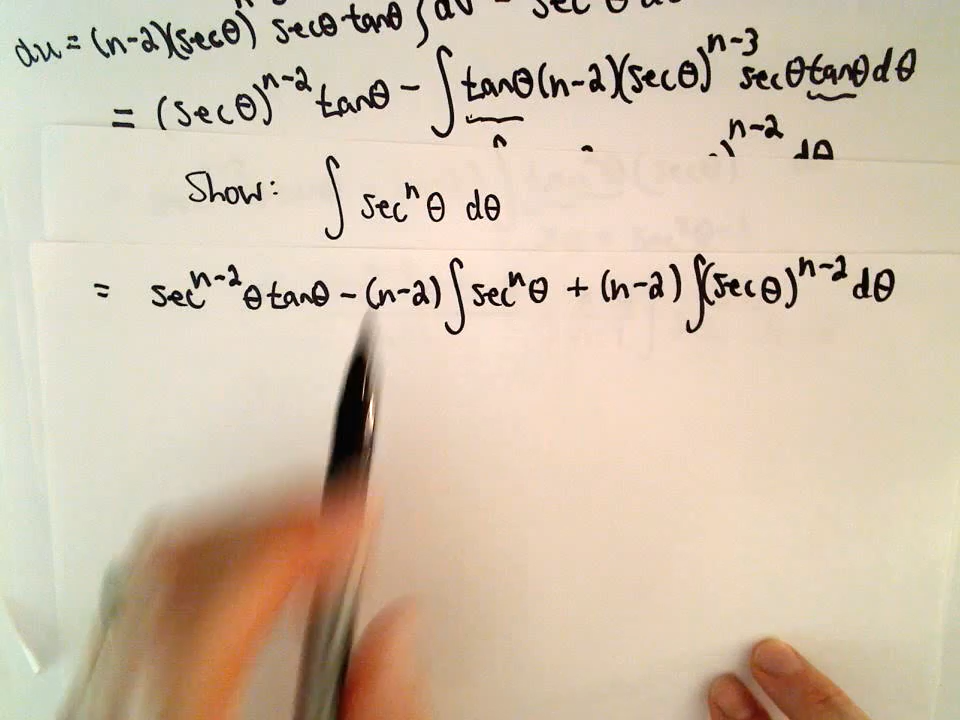 du = (n-2)(secθ) secθ tanθ ∫dv = sec θ
= (secθ)^{n-2} tanθ - ∫ tanθ (n-2)(secθ)^{n-3} secθ tanθ dθ
)^{n-2} dθ
Show: ∫ sec^n θ dθ
= sec^{n-2} θ tanθ - (n-2) ∫ sec^n θ + (n-2) ∫ (secθ)^{n-2} dθ